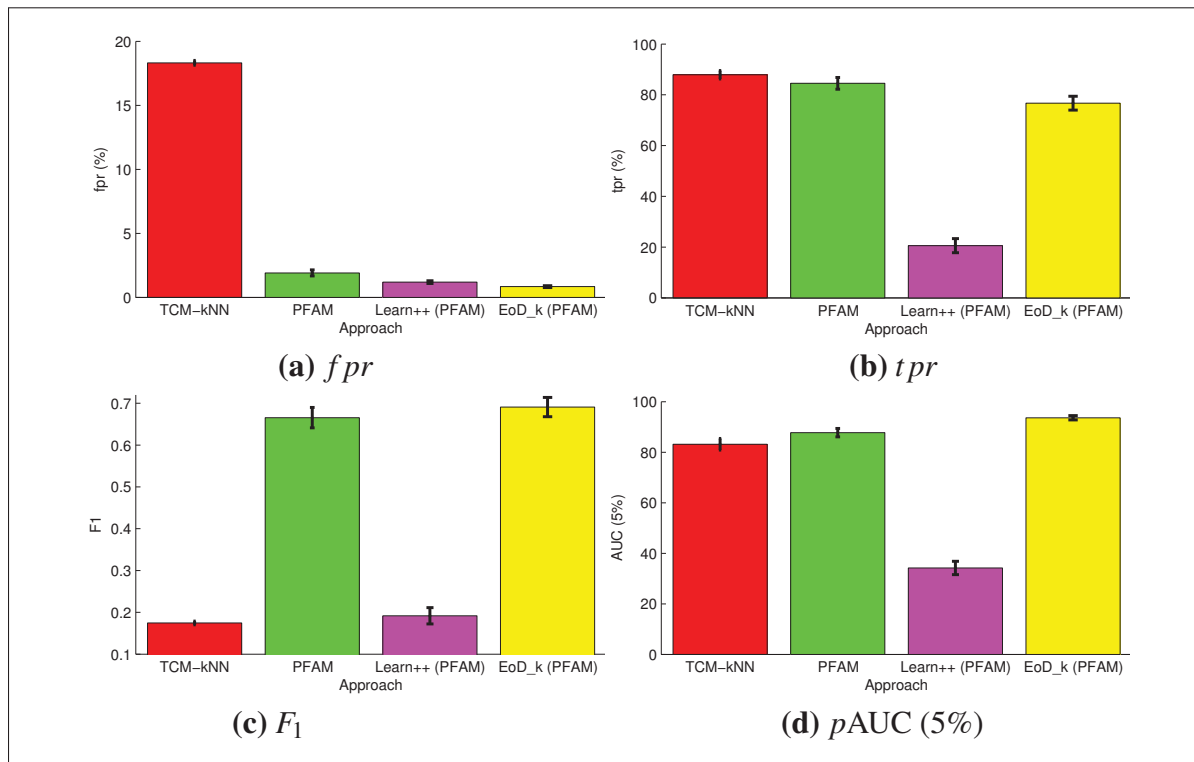 20
15
10
5
0
fpr (%)
TCM−kNN PFAM Learn++ (PFAM) EoD_k (PFAM)
Approach
(a) fpr
100
80
60
40
20
0
tpr (%)
TCM−kNN PFAM Learn++ (PFAM) EoD_k (PFAM)
Approach
(b) tpr
0.7
0.6
0.5
0.4
0.3
0.2
0.1
F1
TCM−kNN PFAM Learn++ (PFAM) EoD_k (PFAM)
Approach
(c) F1
100
80
60
40
20
0
AUC (5%)
TCM−kNN PFAM Learn++ (PFAM) EoD_k (PFAM)
Approach
(d) pAUC (5%)